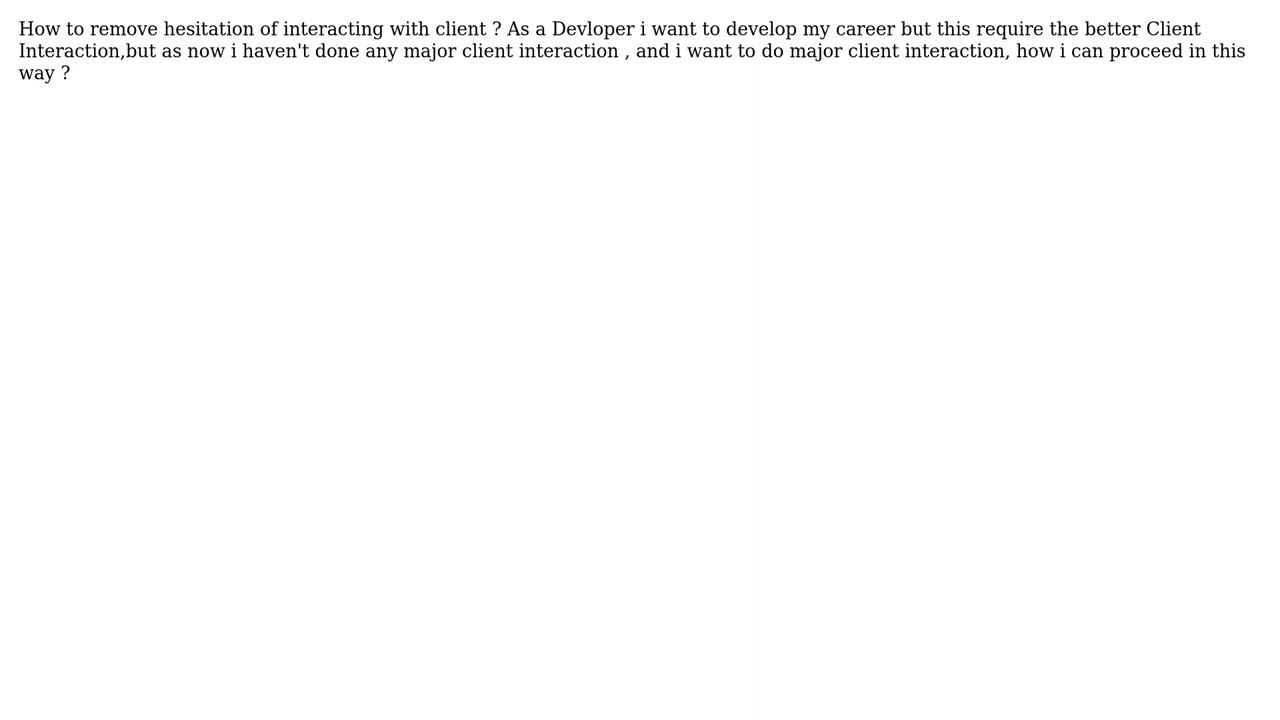 How to remove hesitation of interacting with client ? As a Devloper i want to develop my career but this require the better Client
Interaction,but as now i haven't done any major client interaction , and i want to do major client interaction, how i can proceed in this
way ?